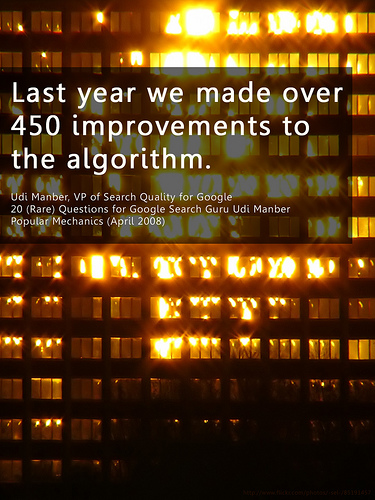 Last year we made over
450 improvements to
the algorithm.
Udi Manber, VP of Search Quality for Google
20 (Rare) Questions for Google Search Guru Udi Manber
Popular Mechanics (April 2008)